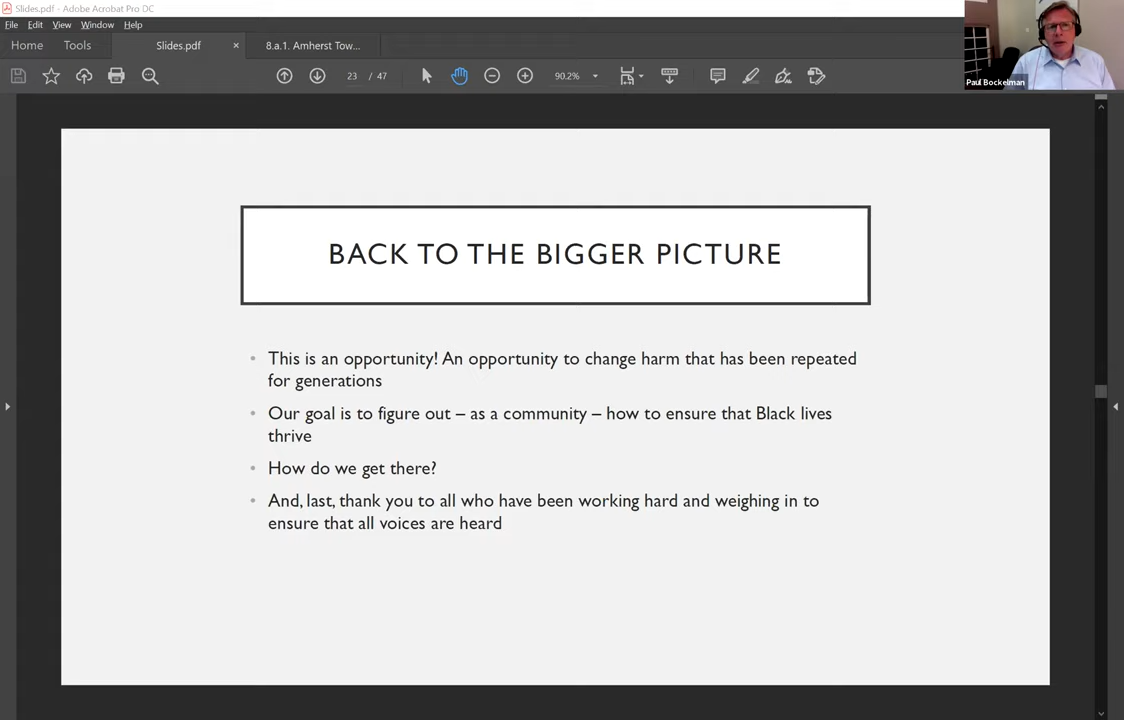 Slides.pdf - Adobe Acrobat Pro DC
File Edit View Window Help
Home Tools Slides.pdf × 8.a.1. Amherst Tow...
23 / 47 90.2%
Paul Bockelman
BACK TO THE BIGGER PICTURE
• This is an opportunity! An opportunity to change harm that has been repeated
for generations
• Our goal is to figure out – as a community – how to ensure that Black lives
thrive
• How do we get there?
• And, last, thank you to all who have been working hard and weighing in to
ensure that all voices are heard